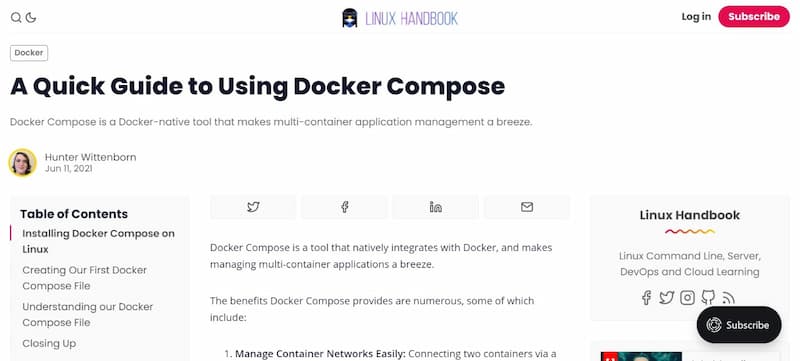 LINUX HANDBOOK
Log in
Subscribe
Docker
A Quick Guide to Using Docker Compose
Docker Compose is a Docker-native tool that makes multi-container application management a breeze.
Hunter Wittenborn
Jun 11, 2021
Table of Contents
Installing Docker Compose on
Linux
Creating Our First Docker
Compose File
Understanding our Docker
Compose File
Closing Up
Docker Compose is a tool that natively integrates with Docker, and makes
managing multi-container applications a breeze.
The benefits Docker Compose provides are numerous, some of which
include:
1. Manage Container Networks Easily: Connecting two containers via a
Linux Handbook
Linux Command Line, Server,
DevOps and Cloud Learning
Subscribe